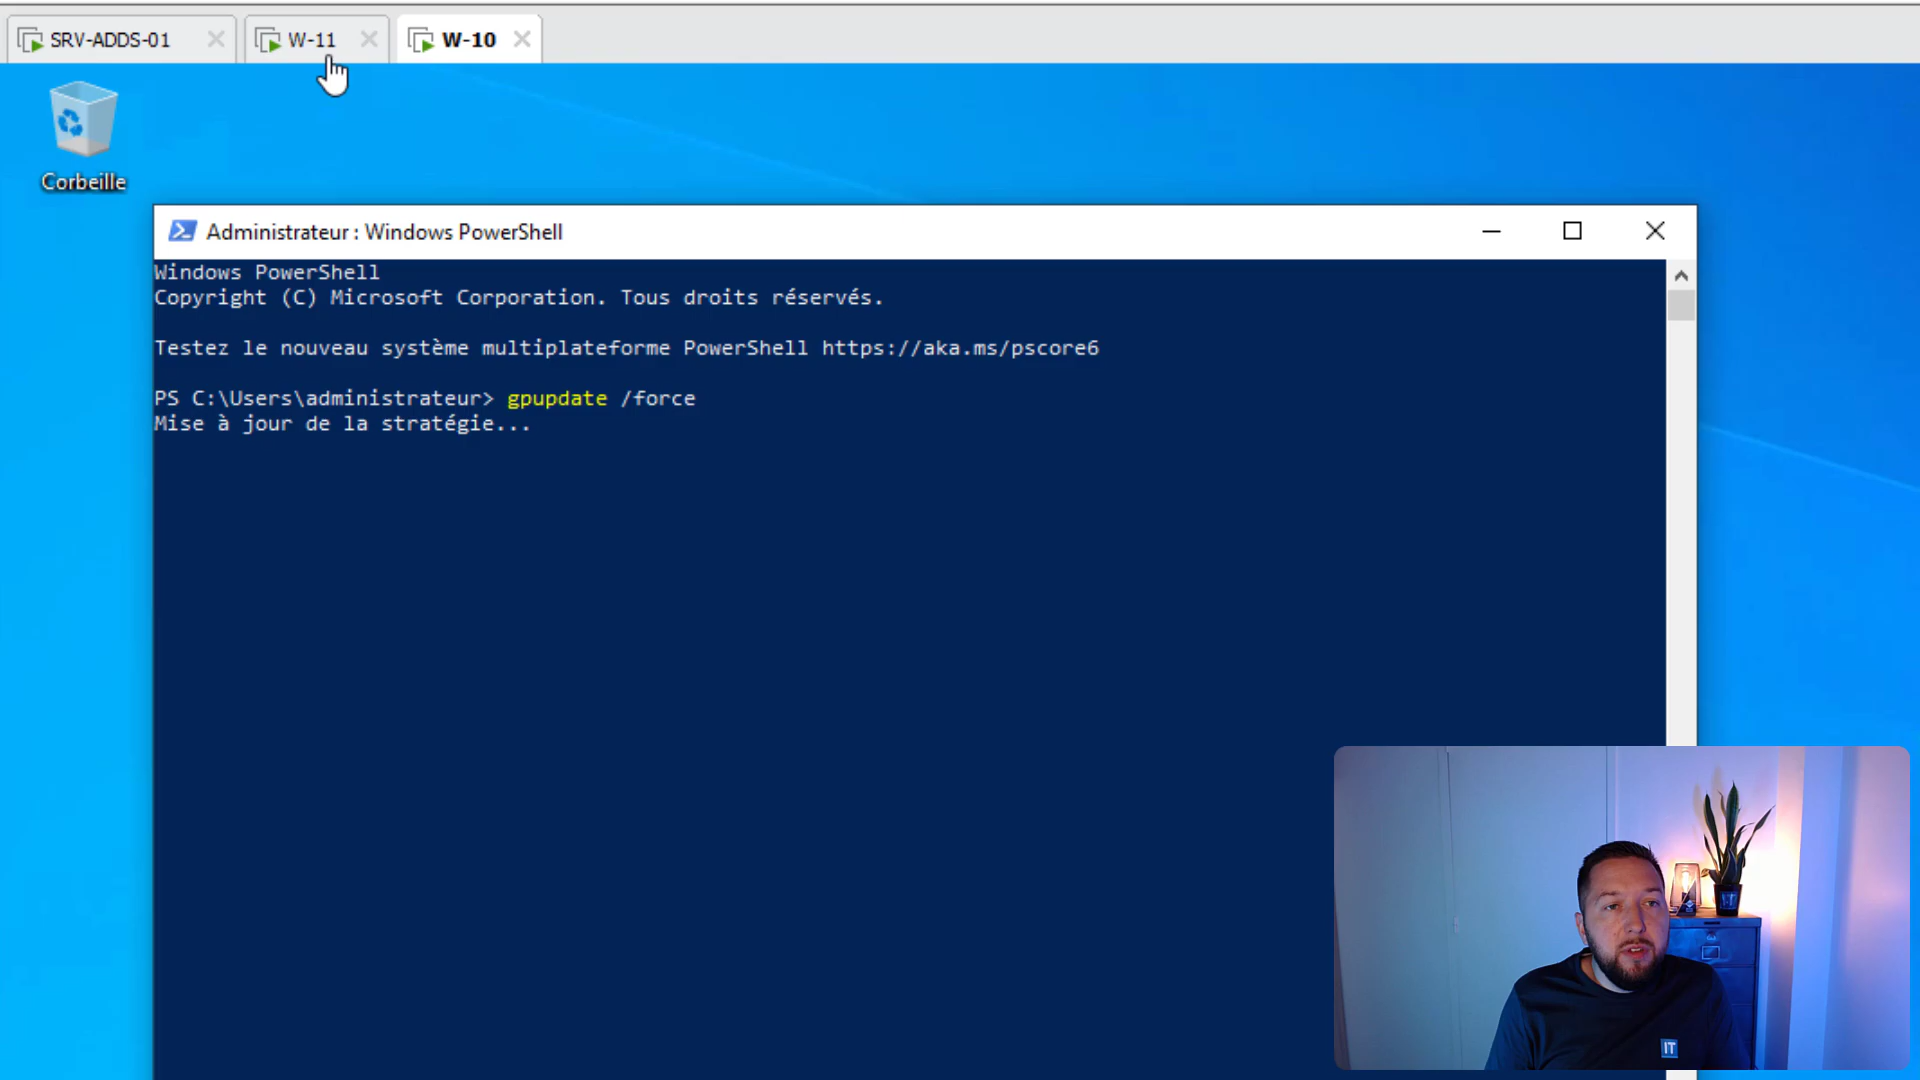 SRV-ADDS-01
W-11
W-10
Corbeille
Administrateur : Windows PowerShell
Windows PowerShell
Copyright (C) Microsoft Corporation. Tous droits réservés.
Testez le nouveau système multiplateforme PowerShell https://aka.ms/pscore6
PS C:\Users\administrateur> gpupdate /force
Mise à jour de la stratégie...
IT